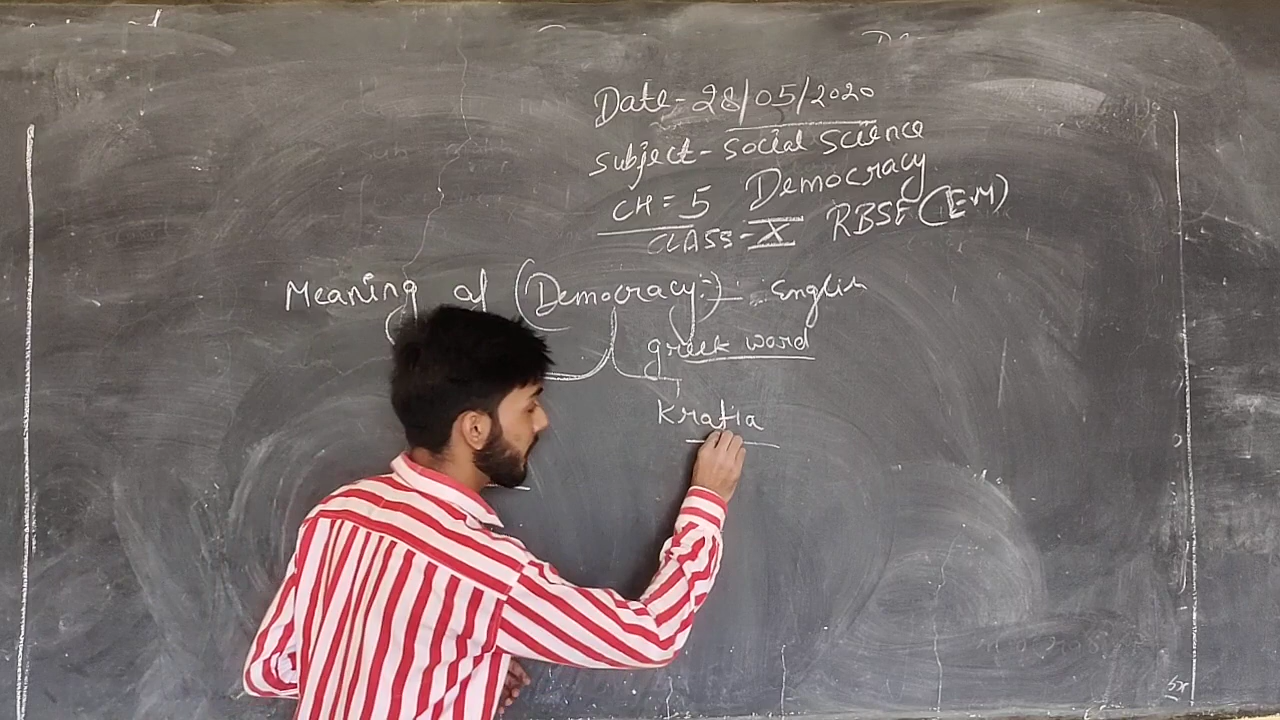 Date- 28/05/2020
Subject- Social Science
CH = 5 Democracy
CLASS- X RBSE (EM)
Meaning of (Democracy:-) English
greek word
Kratia